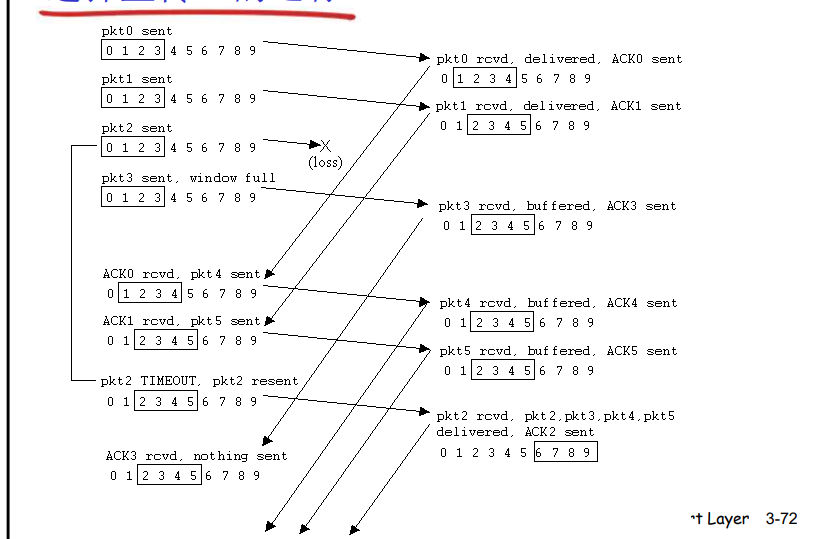 pkt0 sent
0 1 2 3 4 5 6 7 8 9
pkt1 sent
0 1 2 3 4 5 6 7 8 9
pkt2 sent
0 1 2 3 4 5 6 7 8 9
X
(loss)
pkt3 sent, window full
0 1 2 3 4 5 6 7 8 9
ACK0 rcvd, pkt4 sent
0 1 2 3 4 5 6 7 8 9
ACK1 rcvd, pkt5 sent
0 1 2 3 4 5 6 7 8 9
pkt2 TIMEOUT, pkt2 resent
0 1 2 3 4 5 6 7 8 9
ACK3 rcvd, nothing sent
0 1 2 3 4 5 6 7 8 9
pkt0 rcvd, delivered, ACK0 sent
0 1 2 3 4 5 6 7 8 9
pkt1 rcvd, delivered, ACK1 sent
0 1 2 3 4 5 6 7 8 9
pkt3 rcvd, buffered, ACK3 sent
0 1 2 3 4 5 6 7 8 9
pkt4 rcvd, buffered, ACK4 sent
0 1 2 3 4 5 6 7 8 9
pkt5 rcvd, buffered, ACK5 sent
0 1 2 3 4 5 6 7 8 9
pkt2 rcvd, pkt2,pkt3,pkt4,pkt5
delivered, ACK2 sent
0 1 2 3 4 5 6 7 8 9
Layer 3-72